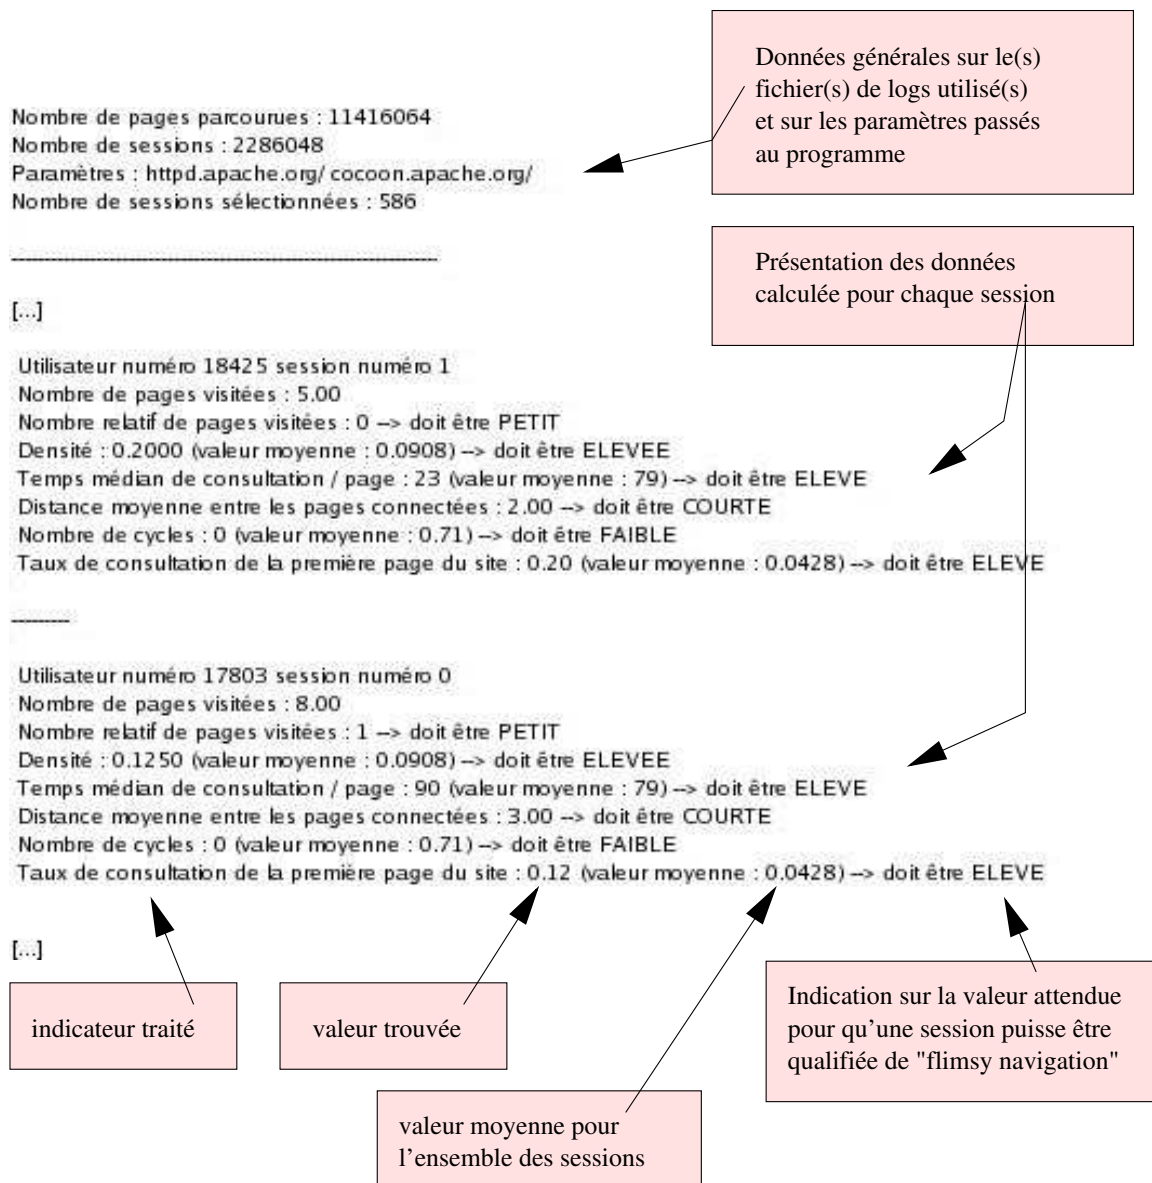 Données générales sur le(s)
fichier(s) de logs utilisé(s)
et sur les paramètres passés
au programme
Nombre de pages parcourues : 11416064
Nombre de sessions : 2286048
Paramètres : httpd.apache.org/ cocoon.apache.org/
Nombre de sessions sélectionnées : 586
Présentation des données
calculée pour chaque session
[...]
Utilisateur numéro 18425 session numéro 1
Nombre de pages visitées : 5.00
Nombre relatif de pages visitées : 0 --> doit être PETIT
Densité : 0.2000 (valeur moyenne : 0.0908) --> doit être ELEVEE
Temps médian de consultation / page : 23 (valeur moyenne : 79) --> doit être ELEVE
Distance moyenne entre les pages connectées : 2.00 --> doit être COURTE
Nombre de cycles : 0 (valeur moyenne : 0.71) --> doit être FAIBLE
Taux de consultation de la première page du site : 0.20 (valeur moyenne : 0.0428) --> doit être ELEVE
Utilisateur numéro 17803 session numéro 0
Nombre de pages visitées : 8.00
Nombre relatif de pages visitées : 1 --> doit être PETIT
Densité : 0.1250 (valeur moyenne : 0.0908) --> doit être ELEVEE
Temps médian de consultation / page : 90 (valeur moyenne : 79) --> doit être ELEVE
Distance moyenne entre les pages connectées : 3.00 --> doit être COURTE
Nombre de cycles : 0 (valeur moyenne : 0.71) --> doit être FAIBLE
Taux de consultation de la première page du site : 0.12 (valeur moyenne : 0.0428) --> doit être ELEVE
[...]
indicateur traité
valeur trouvée
Indication sur la valeur attendue
pour qu'une session puisse être
qualifiée de "flimsy navigation"
valeur moyenne pour
l'ensemble des sessions